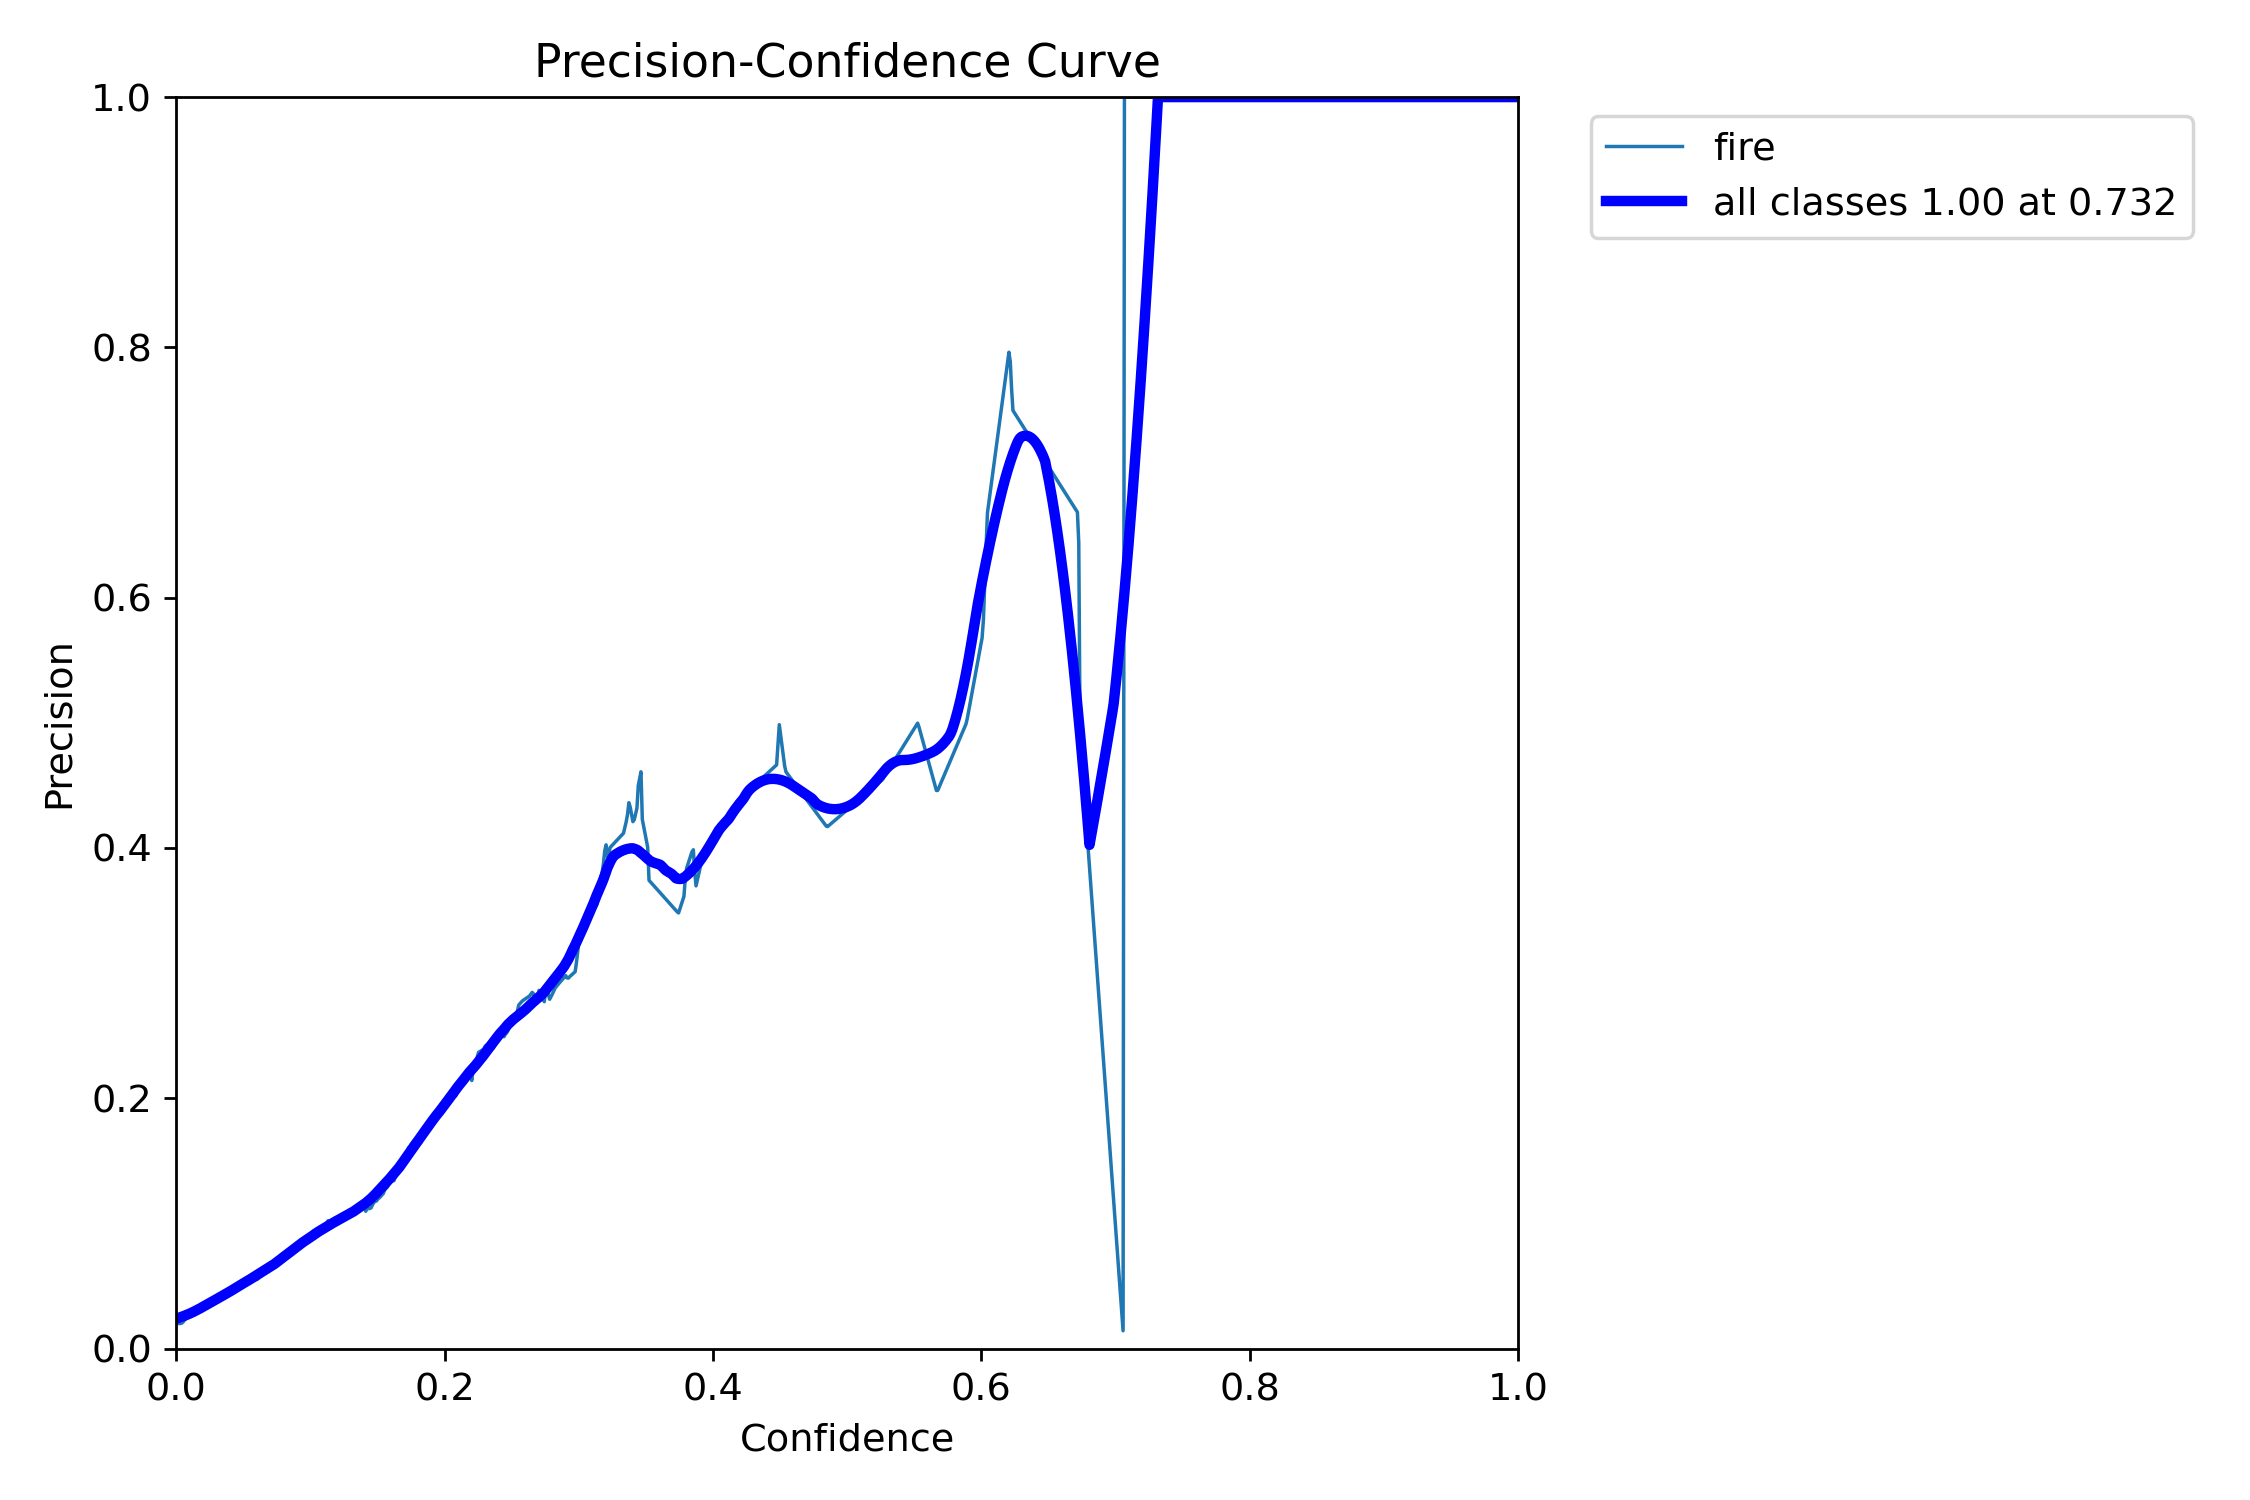 Precision-Confidence Curve
fire
all classes 1.00 at 0.732
Precision
1.0
0.8
0.6
0.4
0.2
0.0
0.0 0.2 0.4 0.6 0.8 1.0
Confidence